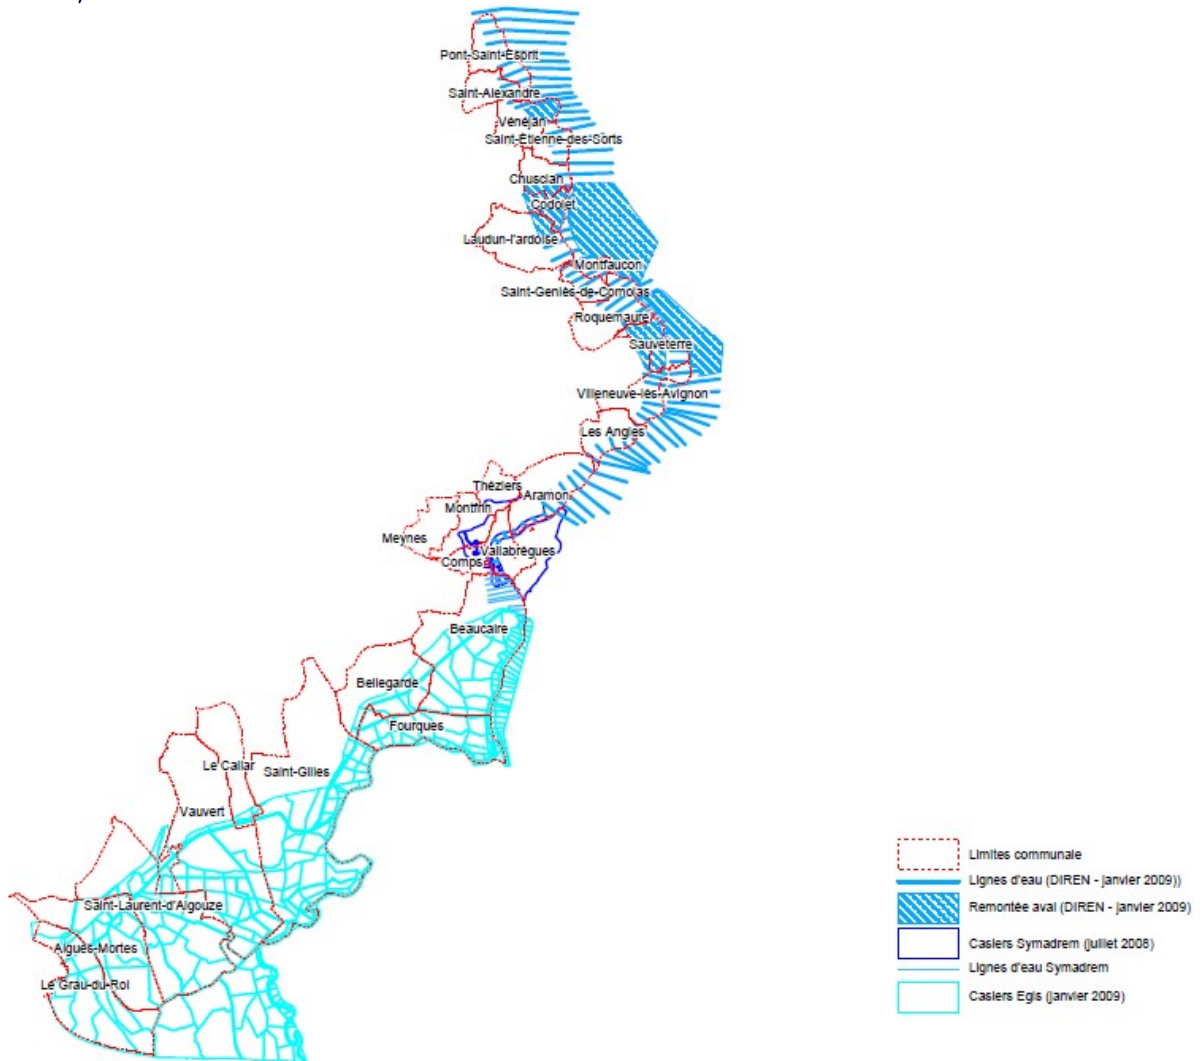 Pont-Saint-Esprit
Saint-Alexandre
Vénéjan
Saint-Étienne-des-Sorts
Chusclan
Codolet
Laudun-l'ardoise
Montfaucon
Saint-Geniès-de-Comolas
Roquemaure
Sauveterre
Villeneuve-lès-Avignon
Les Angles
Théziers
Aramon
Montfrin
Meynes
Vallabrègues
Comps
Beaucaire
Bellegarde
Fourques
Le Cailar
Saint-Gilles
Vauvert
Saint-Laurent-d'Aigouze
Aigues-Mortes
Le Grau-du-Roi
Limites communale
Lignes d'eau (DIREN - janvier 2009))
Remontée aval (DIREN - janvier 2009)
Casiers Symadrem (juillet 2008)
Lignes d'eau Symadrem
Casiers Egis (janvier 2009)